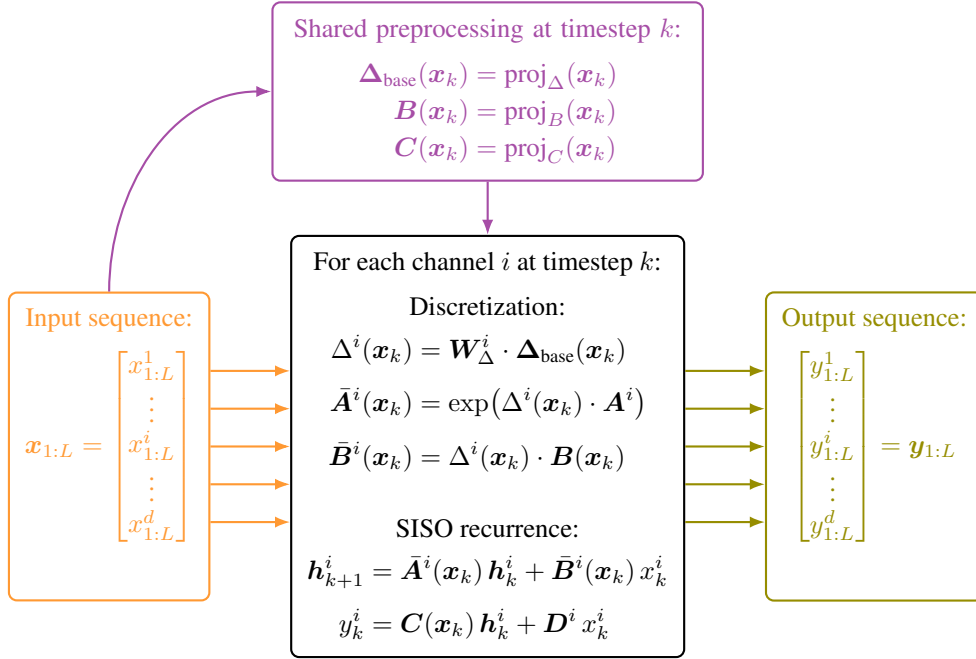 Shared preprocessing at timestep k:
Δ_base(x_k) = proj_Δ(x_k)
B(x_k) = proj_B(x_k)
C(x_k) = proj_C(x_k)
Input sequence:
x_{1:L} = [x^1_{1:L} ⋮ x^i_{1:L} ⋮ x^d_{1:L}]
For each channel i at timestep k:
Discretization:
Δ^i(x_k) = W^i_Δ · Δ_base(x_k)
Ā^i(x_k) = exp(Δ^i(x_k) · A^i)
B̄^i(x_k) = Δ^i(x_k) · B(x_k)
SISO recurrence:
h^i_{k+1} = Ā^i(x_k) h^i_k + B̄^i(x_k) x^i_k
y^i_k = C(x_k) h^i_k + D^i x^i_k
Output sequence:
[y^1_{1:L} ⋮ y^i_{1:L} ⋮ y^d_{1:L}] = y_{1:L}